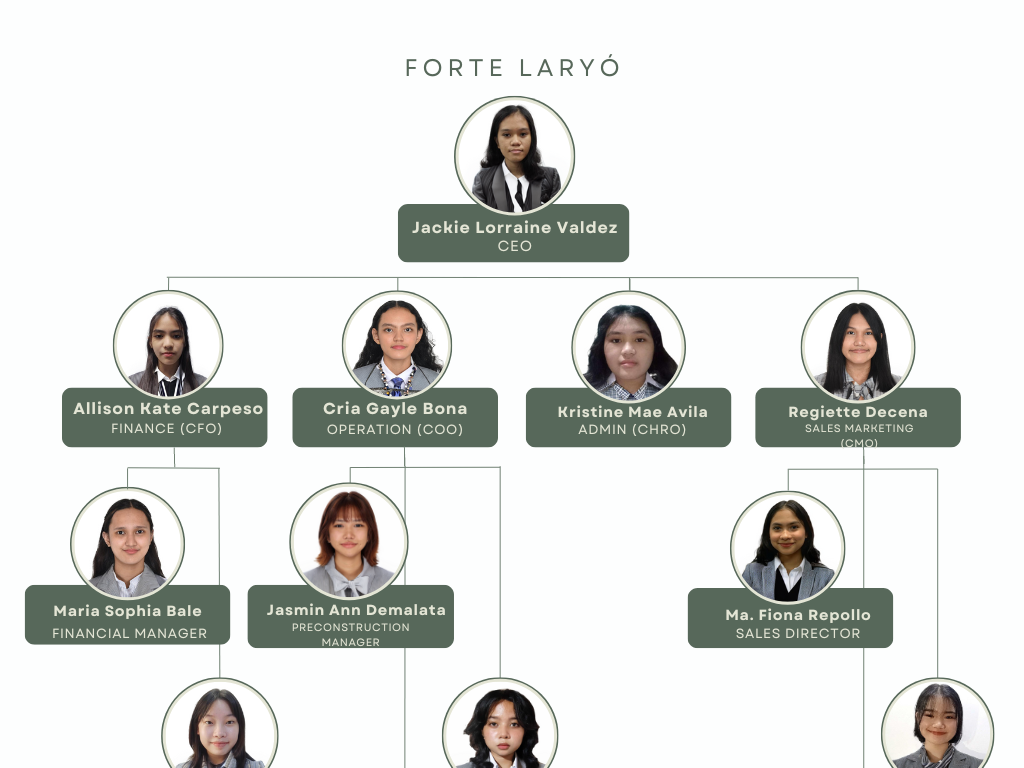 FORTE LARYÓ
Jackie Lorraine Valdez
CEO
Allison Kate Carpeso
FINANCE (CFO)
Cria Gayle Bona
OPERATION (COO)
Kristine Mae Avila
ADMIN (CHRO)
Regiette Decena
SALES MARKETING
(CMO)
Maria Sophia Bale
FINANCIAL MANAGER
Jasmin Ann Demalata
PRECONSTRUCTION
MANAGER
Ma. Fiona Repollo
SALES DIRECTOR